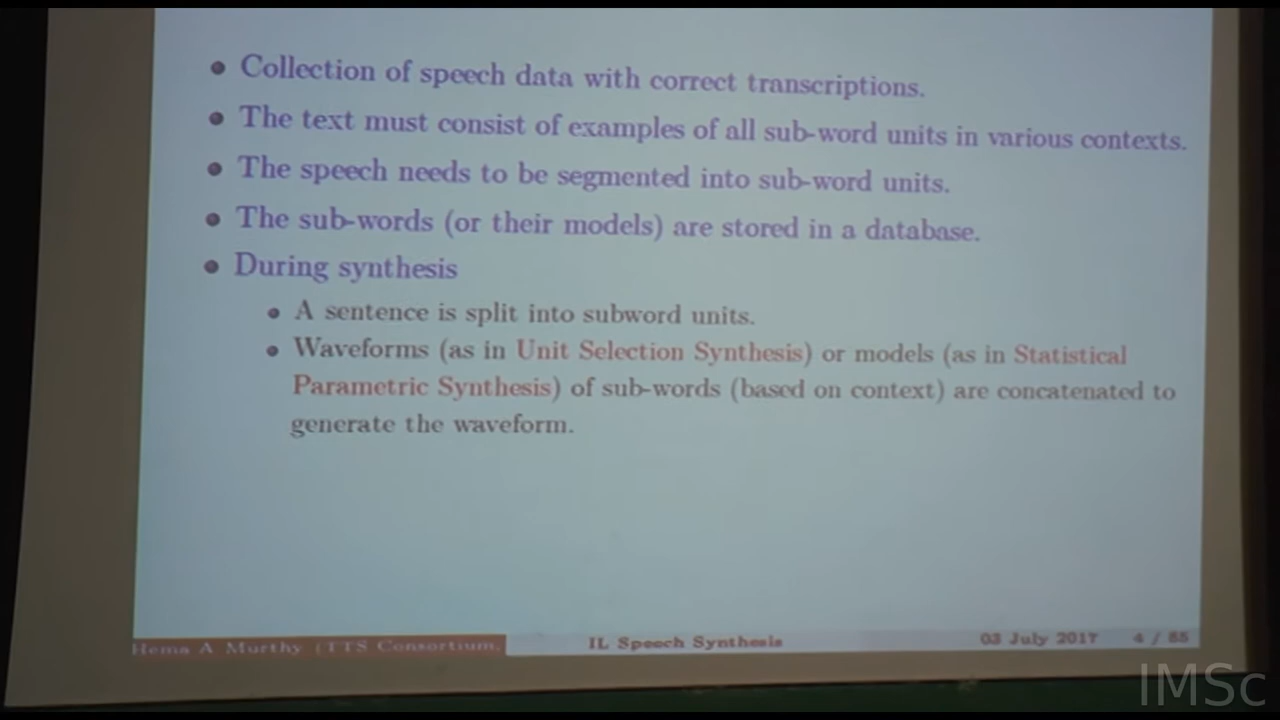 Collection of speech data with correct transcriptions.
The text must consist of examples of all sub-word units in various contexts.
The speech needs to be segmented into sub-word units.
The sub-words (or their models) are stored in a database.
During synthesis
A sentence is split into subword units.
Waveforms (as in Unit Selection Synthesis) or models (as in Statistical
Parametric Synthesis) of sub-words (based on context) are concatenated to
generate the waveform.
Hema A Murthy (TTS Consortium, IL Speech Synthesis 03 July 2017 4 /
IMSc